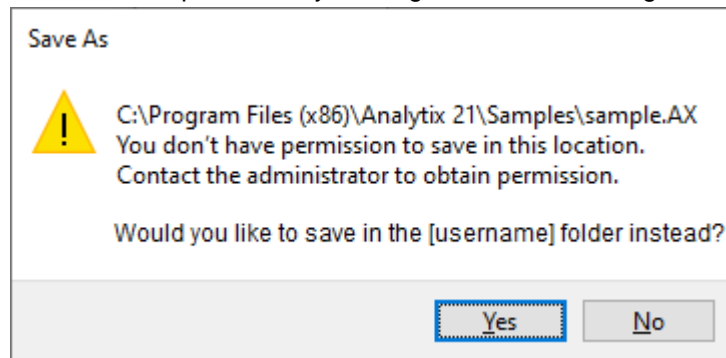 Save As
C:\Program Files (x86)\Analytix 21\Samples\sample.AX
You don't have permission to save in this location.
Contact the administrator to obtain permission.
Would you like to save in the [username] folder instead?
Yes
No